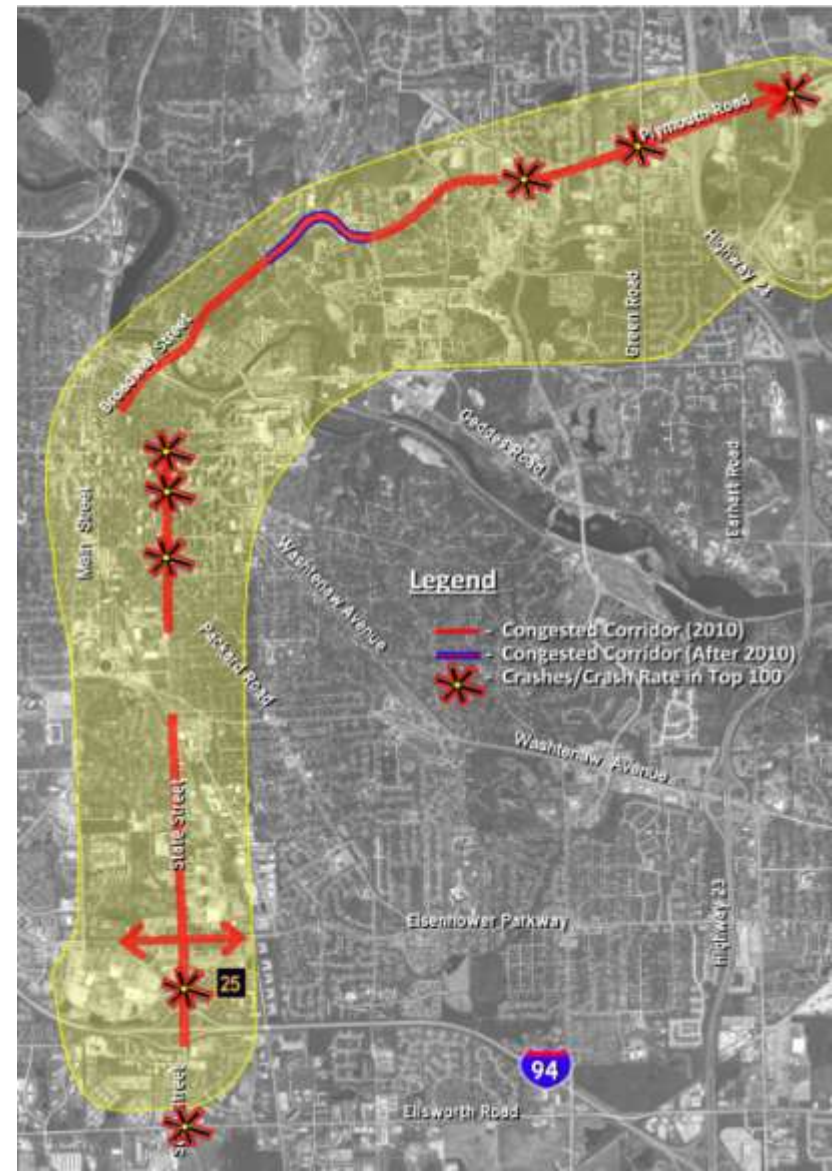 Plymouth Road
Highway 23
Broadway Street
Green Road
Geddes Road
Earhart Road
Main Street
Washtenaw Avenue
Legend
- Congested Corridor (2010)
- Congested Corridor (After 2010)
- Crashes/Crash Rate in Top 100
Packard Road
Washtenaw Avenue
State Street
Eisenhower Parkway
Highway 23
25
94
Ellsworth Road